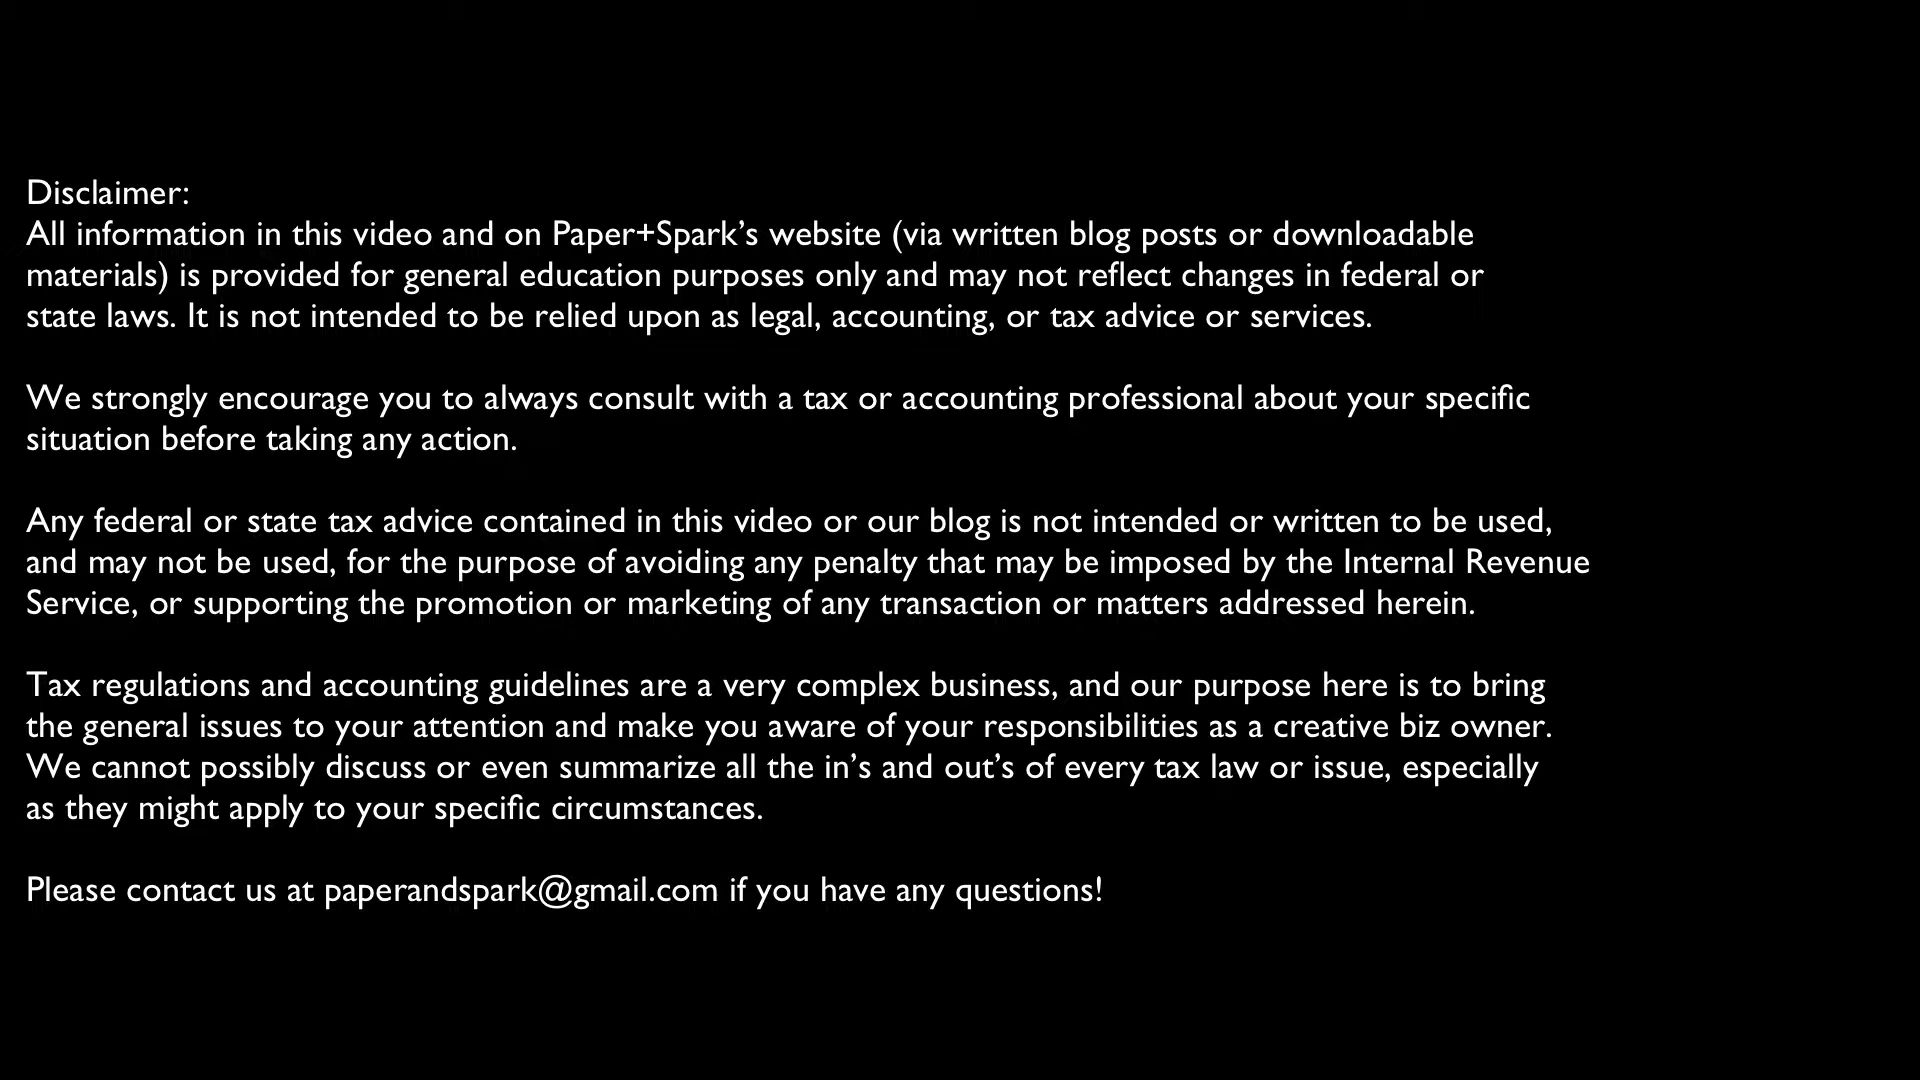 Disclaimer:
All information in this video and on Paper+Spark’s website (via written blog posts or downloadable
materials) is provided for general education purposes only and may not reflect changes in federal or
state laws. It is not intended to be relied upon as legal, accounting, or tax advice or services.
We strongly encourage you to always consult with a tax or accounting professional about your specific
situation before taking any action.
Any federal or state tax advice contained in this video or our blog is not intended or written to be used,
and may not be used, for the purpose of avoiding any penalty that may be imposed by the Internal Revenue
Service, or supporting the promotion or marketing of any transaction or matters addressed herein.
Tax regulations and accounting guidelines are a very complex business, and our purpose here is to bring
the general issues to your attention and make you aware of your responsibilities as a creative biz owner.
We cannot possibly discuss or even summarize all the in’s and out’s of every tax law or issue, especially
as they might apply to your specific circumstances.
Please contact us at paperandspark@gmail.com if you have any questions!